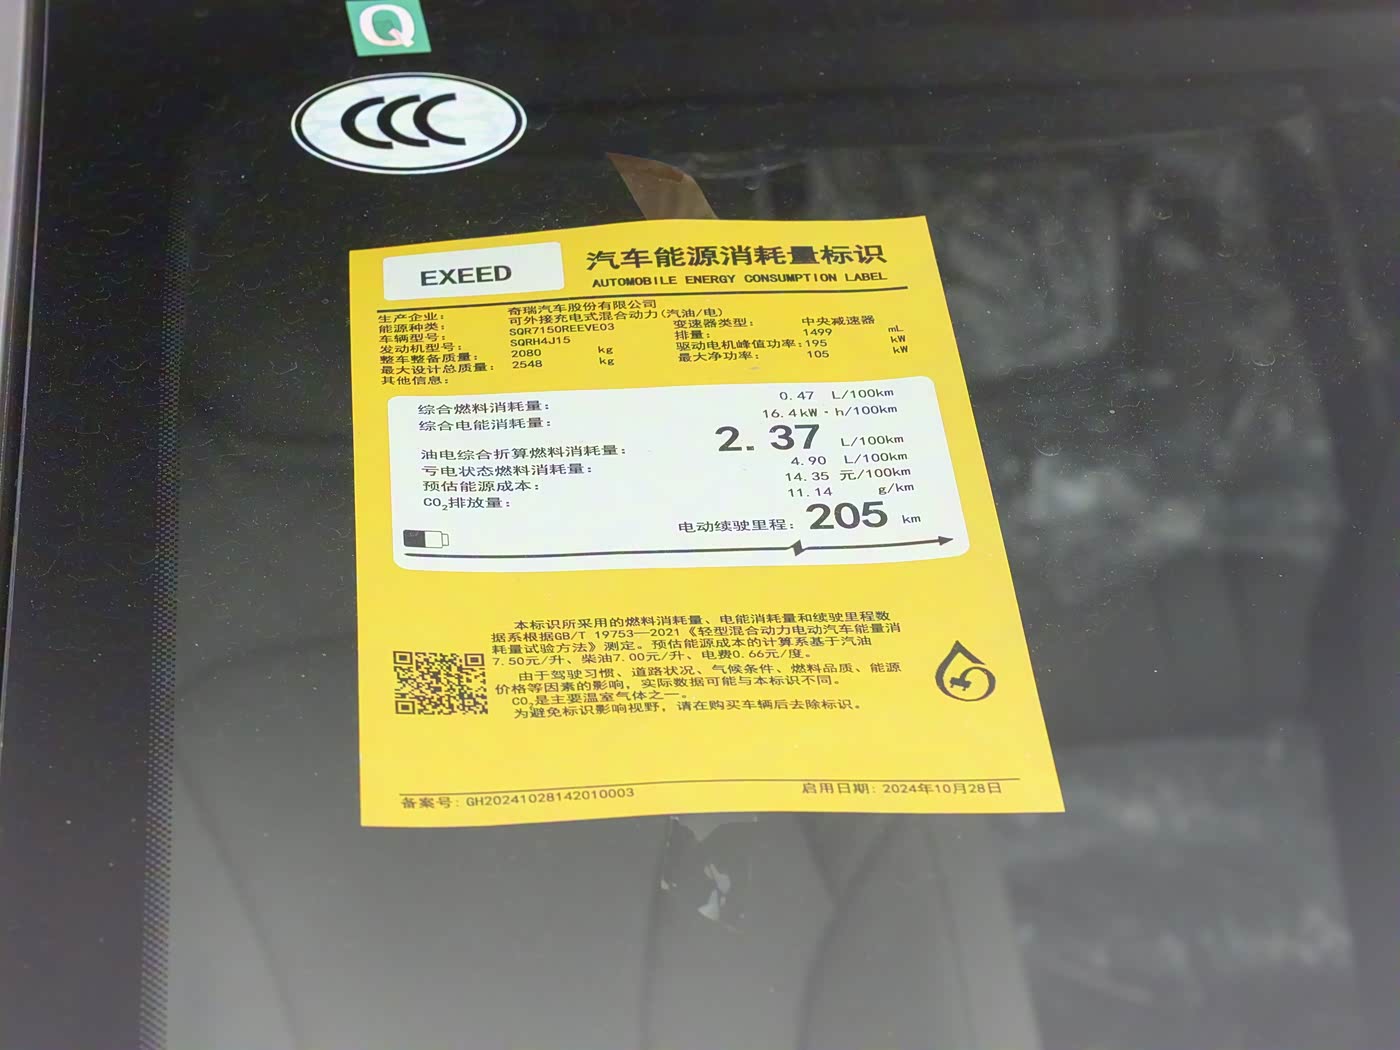 Q
CCC
EXEED
汽车能源消耗量标识
AUTOMOBILE ENERGY CONSUMPTION LABEL
生产企业: 奇瑞汽车股份有限公司
能源种类: 可外接充电式混合动力(汽油/电)
车辆型号: SQR7150REEVE03 变速器类型: 中央减速器
发动机型号: SQRH4J15 排量: 1499 mL
整车整备质量: 2080 kg 驱动电机峰值功率: 195 kW
最大设计总质量: 2548 kg 最大净功率: 105 kW
其他信息:
综合燃料消耗量: 0.47 L/100km
综合电能消耗量: 16.4 kW·h/100km
油电综合折算燃料消耗量: 2.37 L/100km
亏电状态燃料消耗量: 4.90 L/100km
预估能源成本: 14.35 元/100km
CO₂排放量: 11.14 g/km
电动续驶里程: 205 km
本标识所采用的燃料消耗量、电能消耗量和续驶里程数
据系根据GB/T 19753—2021《轻型混合动力电动汽车能量消
耗量试验方法》测定。预估能源成本的计算系基于汽油
7.50元/升、柴油7.00元/升、电费0.66元/度。
由于驾驶习惯、道路状况、气候条件、燃料品质、能源
价格等因素的影响，实际数据可能与本标识不同。
CO₂是主要温室气体之一。
为避免标识影响视野，请在购买车辆后去除标识。
备案号: GH20241028142010003 启用日期: 2024年10月28日